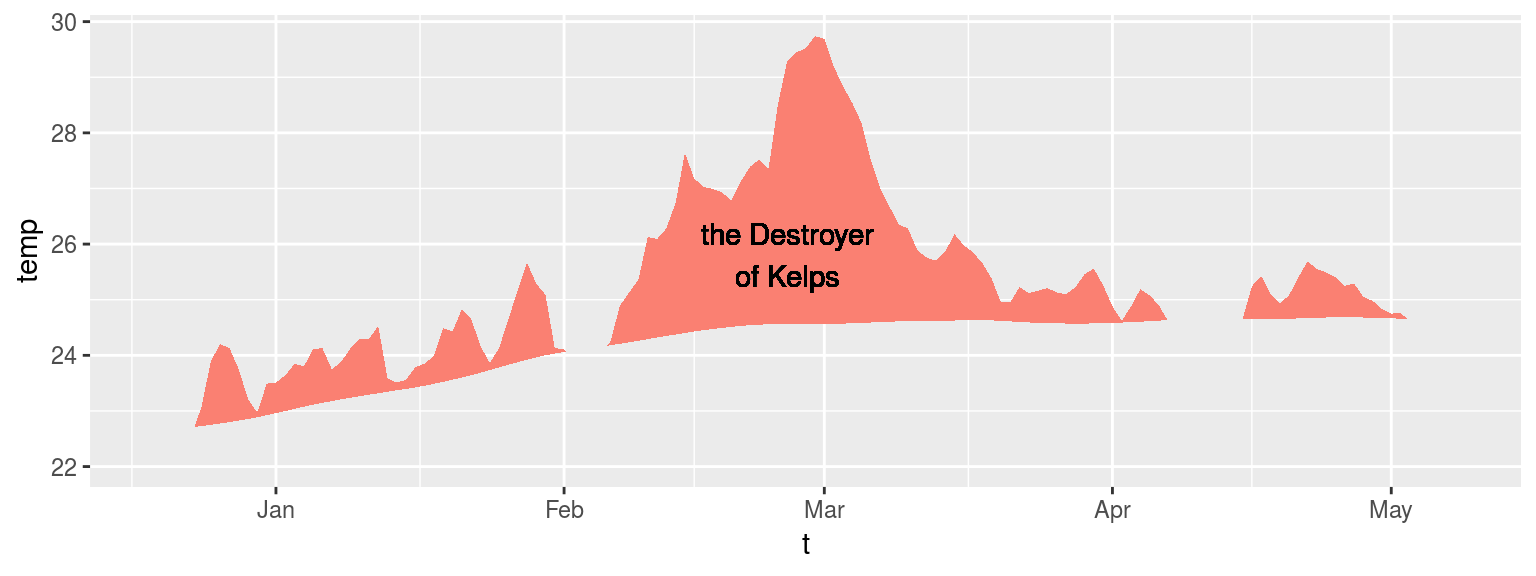 30
28
26
24
22
temp
the Destroyer
of Kelps
Jan Feb Mar Apr May
t